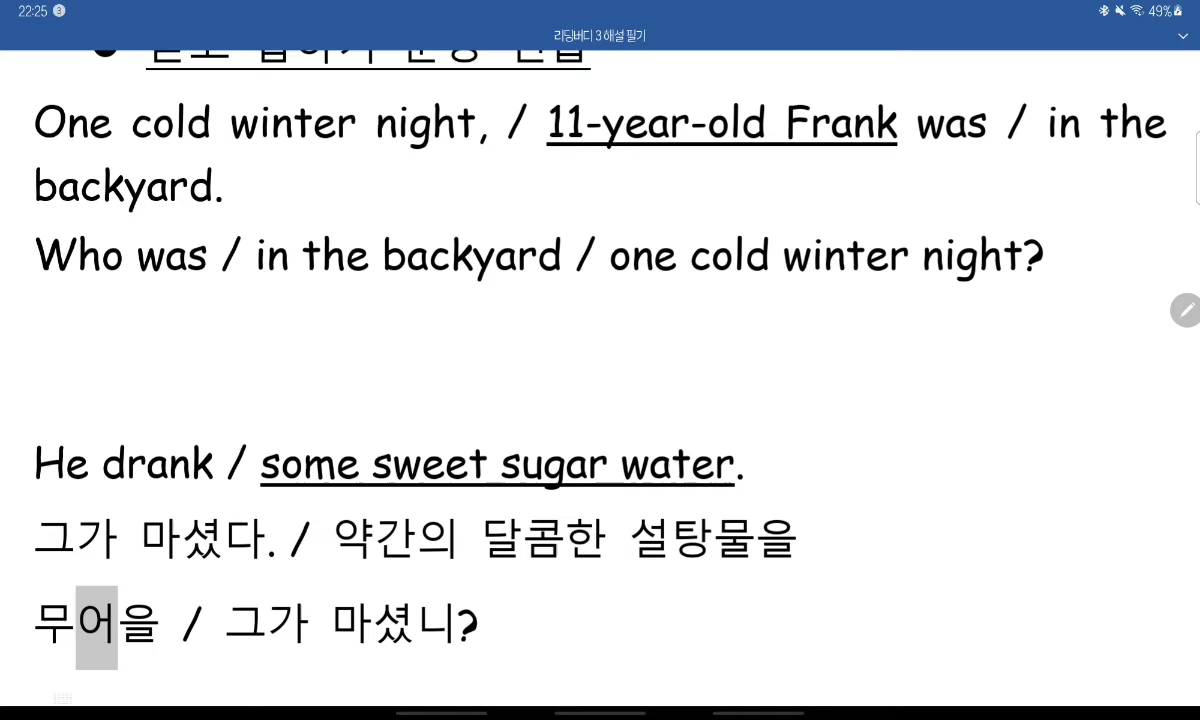 22:25 3 49%
리딩버디 3 해설 필기
One cold winter night, / 11-year-old Frank was / in the
backyard.
Who was / in the backyard / one cold winter night?
He drank / some sweet sugar water.
그가 마셨다. / 약간의 달콤한 설탕물을
무어을 / 그가 마셨니?